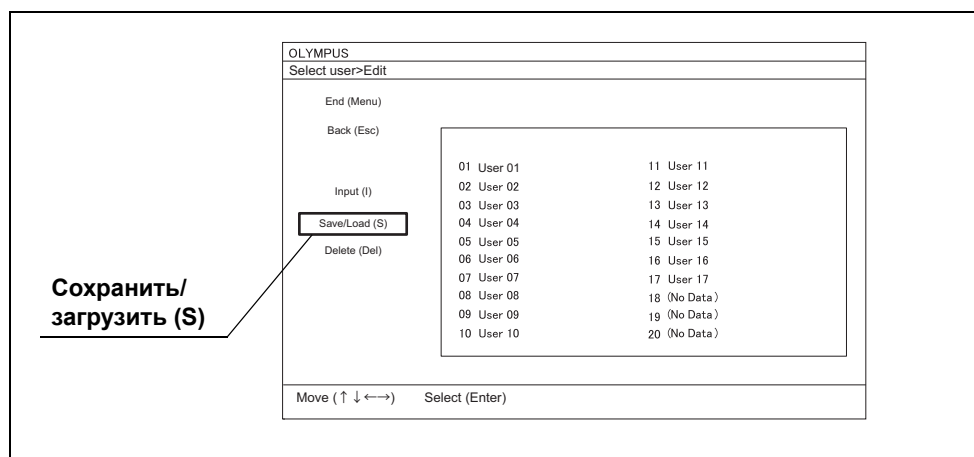 OLYMPUS
Select user>Edit
End (Menu)
Back (Esc)
Input (I)
Save/Load (S)
Delete (Del)
01 User 01
02 User 02
03 User 03
04 User 04
05 User 05
06 User 06
07 User 07
08 User 08
09 User 09
10 User 10
11 User 11
12 User 12
13 User 13
14 User 14
15 User 15
16 User 16
17 User 17
18 (No Data)
19 (No Data)
20 (No Data)
Сохранить/
загрузить (S)
Move (↑↓←→) Select (Enter)